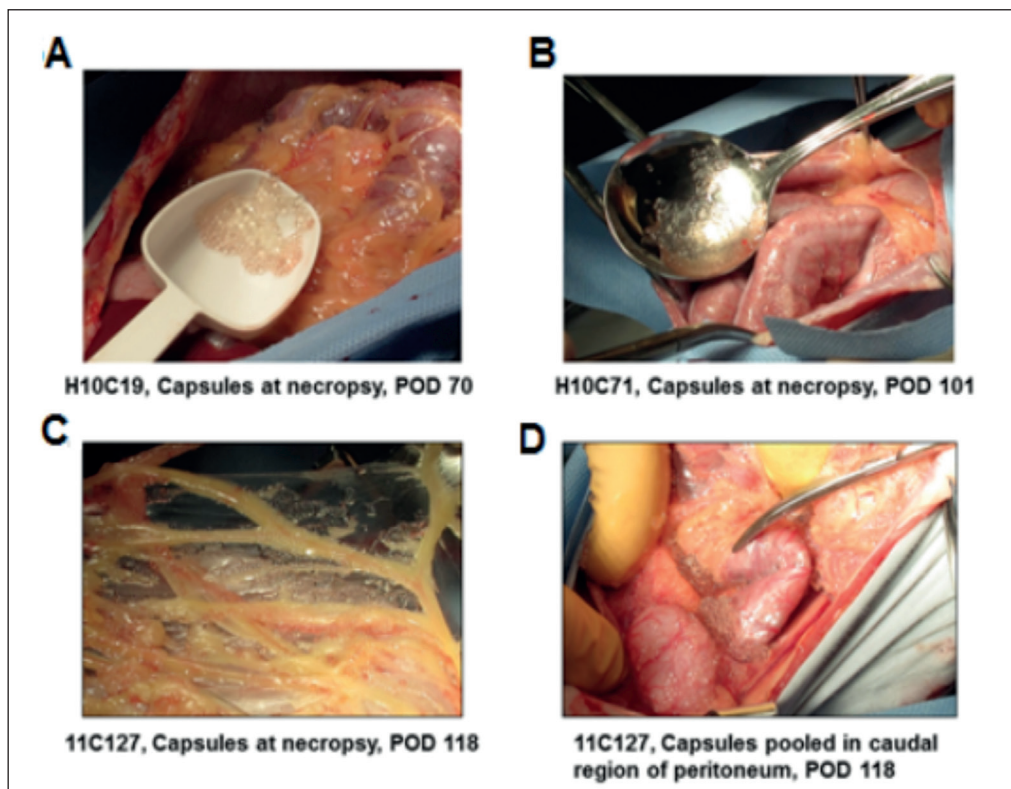 A
B
H10C19, Capsules at necropsy, POD 70
H10C71, Capsules at necropsy, POD 101
C
D
11C127, Capsules at necropsy, POD 118
11C127, Capsules pooled in caudal
region of peritoneum, POD 118